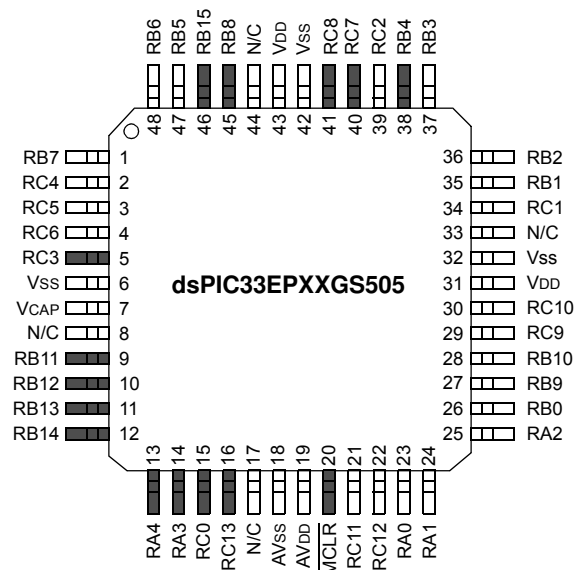 RB6 RB5 RB15 RB8 N/C VDD VSS RC8 RC7 RC2 RB4 RB3
48 47 46 45 44 43 42 41 40 39 38 37
RB7 1
RC4 2
RC5 3
RC6 4
RC3 5
VSS 6
VCAP 7
N/C 8
RB11 9
RB12 10
RB13 11
RB14 12
dsPIC33EPXXGS505
36 RB2
35 RB1
34 RC1
33 N/C
32 Vss
31 VDD
30 RC10
29 RC9
28 RB10
27 RB9
26 RB0
25 RA2
13 14 15 16 17 18 19 20 21 22 23 24
RA4 RA3 RC0 RC13 N/C AVSS AVDD MCLR RC11 RC12 RA0 RA1